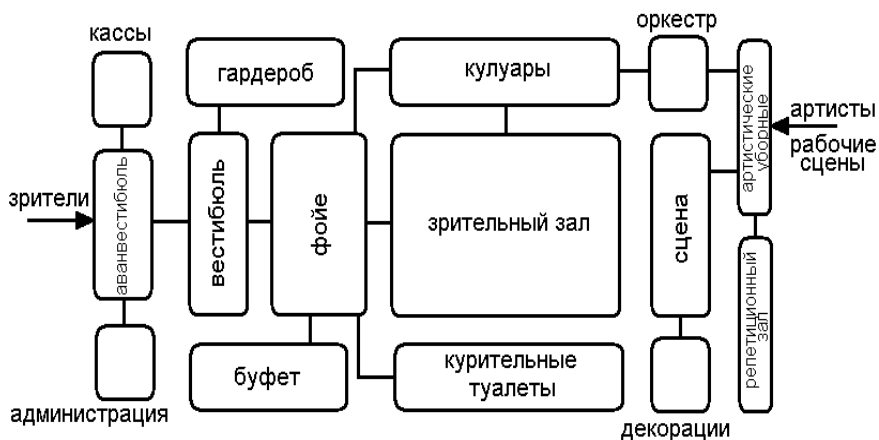 кассы
оркестр
гардероб
кулуары
артистические
уборные
артисты
рабочие
сцены
зрители
аванвестибюль
вестибюль
фойе
зрительный зал
сцена
репетиционный
зал
буфет
курительные
туалеты
администрация
декорации